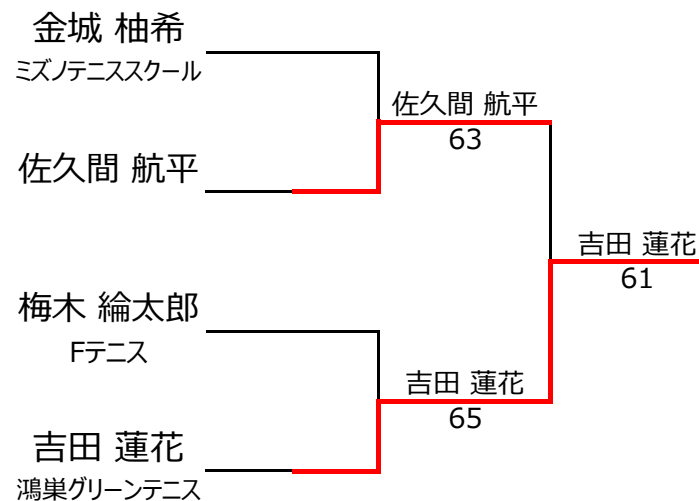 金城 柚希
ミズノテニススクール
佐久間 航平
63
佐久間 航平
吉田 蓮花
61
梅木 綸太郎
Fテニス
吉田 蓮花
65
吉田 蓮花
鴻巣グリーンテニス